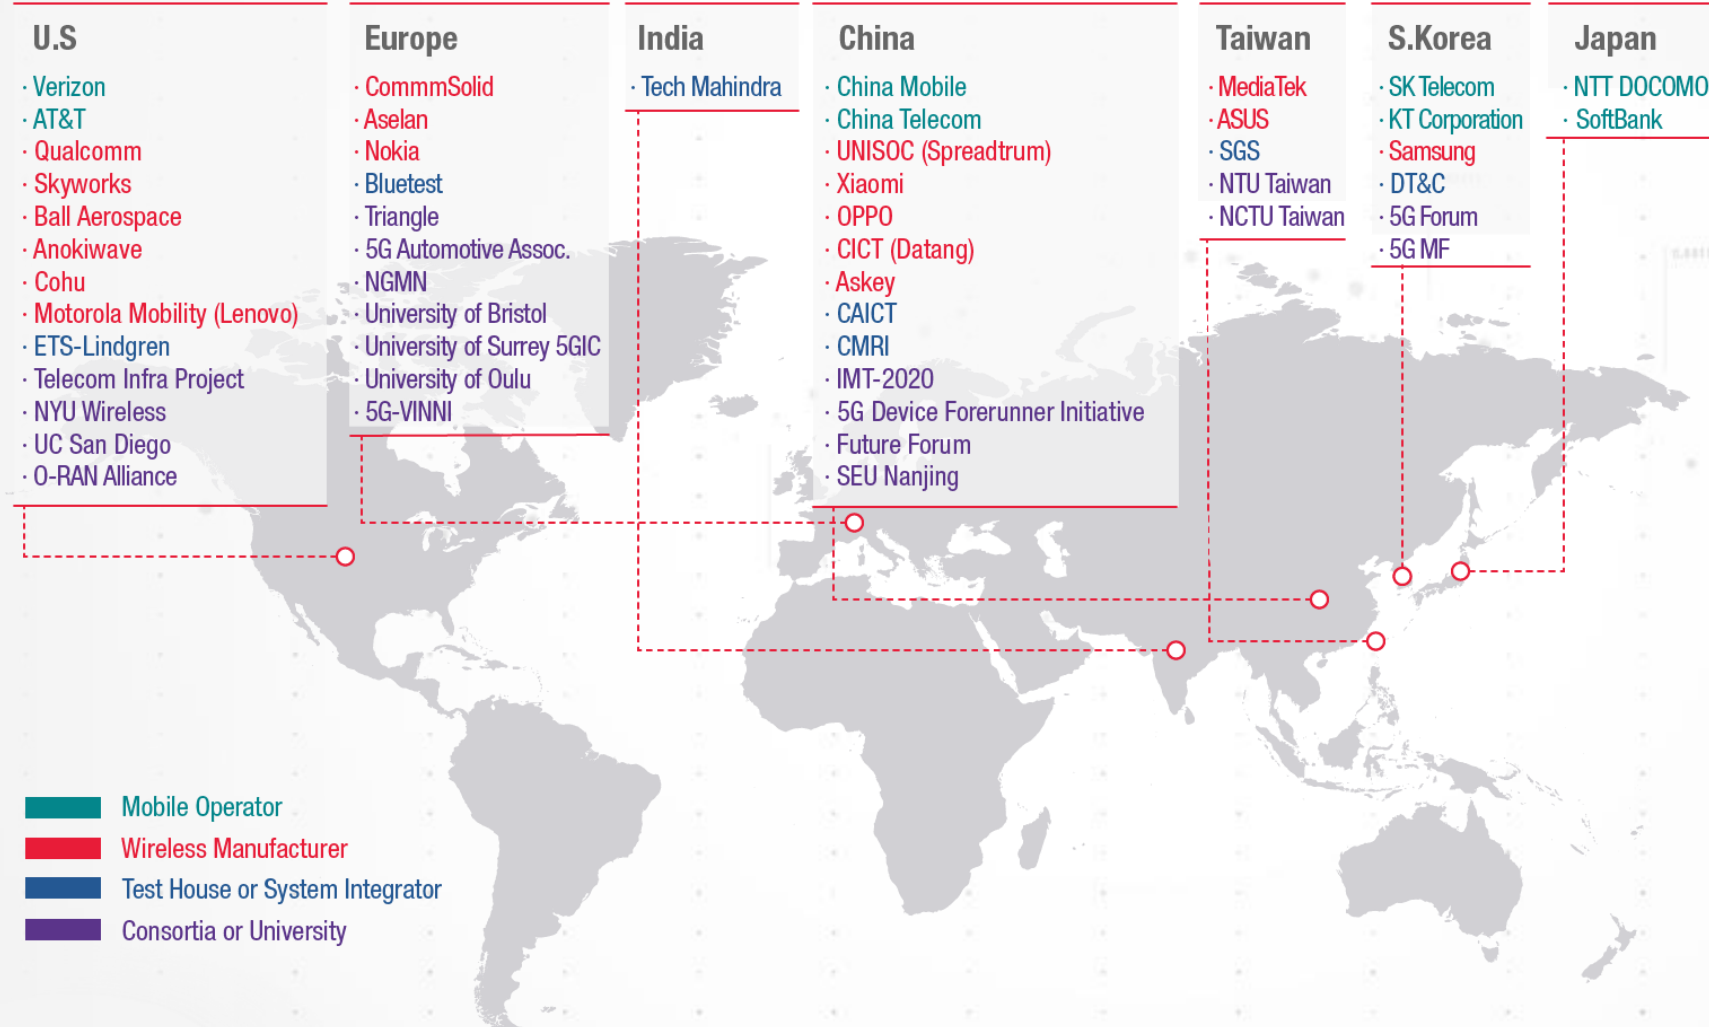 U.S
· Verizon
· AT&T
· Qualcomm
· Skyworks
· Ball Aerospace
· Anokiwave
· Cohu
· Motorola Mobility (Lenovo)
· ETS-Lindgren
· Telecom Infra Project
· NYU Wireless
· UC San Diego
· O-RAN Alliance
Europe
· CommmSolid
· Aselan
· Nokia
· Bluetest
· Triangle
· 5G Automotive Assoc.
· NGMN
· University of Bristol
· University of Surrey 5GIC
· University of Oulu
· 5G-VINNI
India
· Tech Mahindra
China
· China Mobile
· China Telecom
· UNISOC (Spreadtrum)
· Xiaomi
· OPPO
· CICT (Datang)
· Askey
· CAICT
· CMRI
· IMT-2020
· 5G Device Forerunner Initiative
· Future Forum
· SEU Nanjing
Taiwan
· MediaTek
· ASUS
· SGS
· NTU Taiwan
· NCTU Taiwan
S.Korea
· SK Telecom
· KT Corporation
· Samsung
· DT&C
· 5G Forum
· 5G MF
Japan
· NTT DOCOMO
· SoftBank
Mobile Operator
Wireless Manufacturer
Test House or System Integrator
Consortia or University